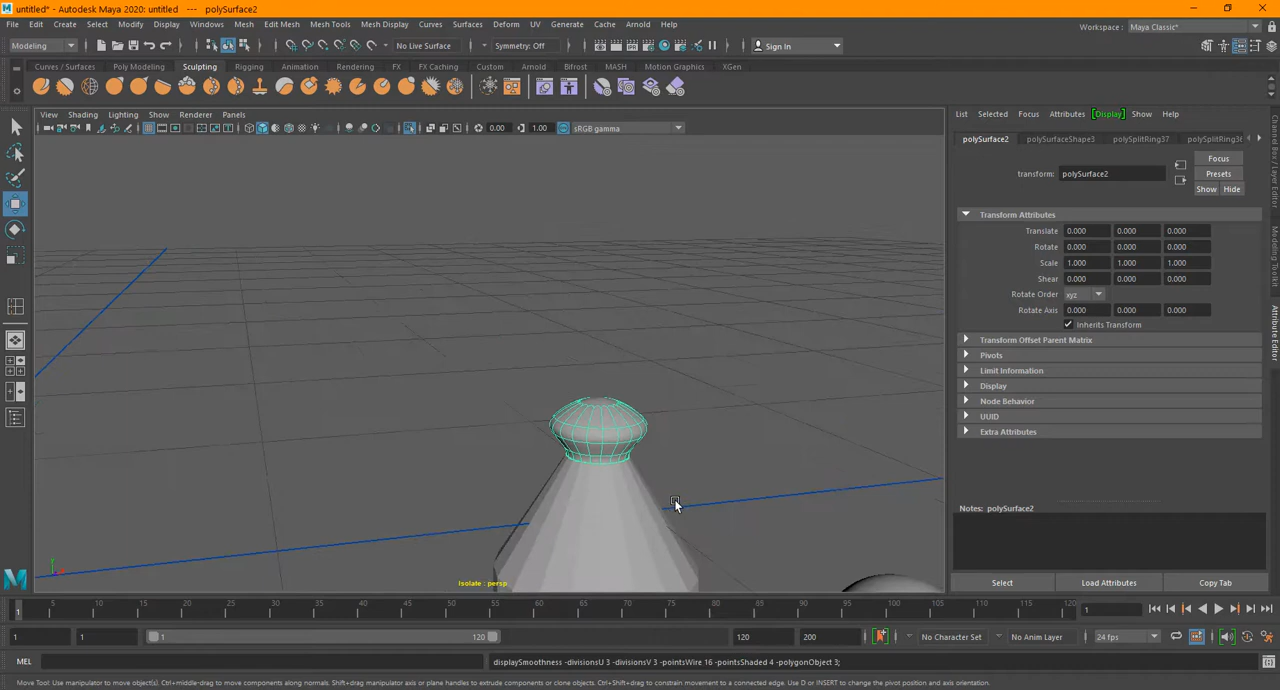 untitled* - Autodesk Maya 2020: untitled --- polySurface2
File Edit Create Select Modify Display Windows Mesh Edit Mesh Mesh Tools Mesh Display Curves Surfaces Deform UV Generate Cache Arnold Help
Workspace : Maya Classic*
Modeling No Live Surface Symmetry: Off Sign In
Curves / Surfaces Poly Modeling Sculpting Rigging Animation Rendering FX FX Caching Custom Arnold Bifrost MASH Motion Graphics XGen
View Shading Lighting Show Renderer Panels
0.00 1.00 sRGB gamma
Isolate : persp
List Selected Focus Attributes Display Show Help
polySurface2 polySurfaceShape3 polySplitRing37 polySplitRing36
Focus
transform: polySurface2 Presets
Show Hide
Transform Attributes
Translate 0.000 0.000 0.000
Rotate 0.000 0.000 0.000
Scale 1.000 1.000 1.000
Shear 0.000 0.000 0.000
Rotate Order xyz
Rotate Axis 0.000 0.000 0.000
Inherits Transform
Transform Offset Parent Matrix
Pivots
Limit Information
Display
Node Behavior
UUID
Extra Attributes
Notes: polySurface2
Select Load Attributes Copy Tab
Channel Box / Layer Editor
Modeling Toolkit
Attribute Editor
5 10 15 20 25 30 35 40 45 50 55 60 65 70 75 80 85 90 95 100 105 110 115 120
1 1
1 1 1 120 120 200 No Character Set No Anim Layer 24 fps
MEL displaySmoothness -divisionsU 3 -divisionsV 3 -pointsWire 16 -pointsShaded 4 -polygonObject 3;
Move Tool: Use manipulator to move object(s). Ctrl+middle-drag to move components along normals. Shift+drag manipulator axis or plane handles to extrude components or clone objects. Ctrl+Shift+drag to constrain movement to a connected edge. Use D or INSERT to change the pivot position and axis orientation.